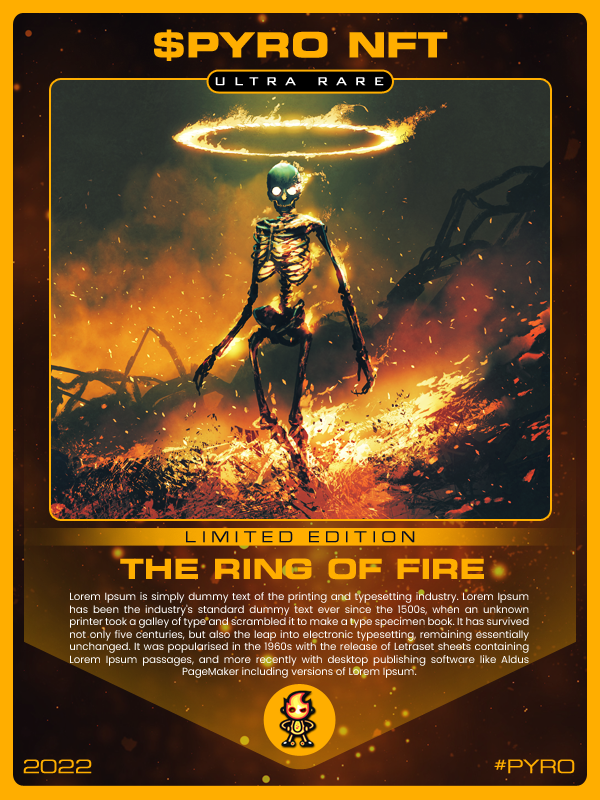 $PYRO NFT
ULTRA RARE
LIMITED EDITION
THE RING OF FIRE
Lorem Ipsum is simply dummy text of the printing and typesetting industry. Lorem Ipsum
has been the industry's standard dummy text ever since the 1500s, when an unknown
printer took a galley of type and scrambled it to make a type specimen book. It has survived
not only five centuries, but also the leap into electronic typesetting, remaining essentially
unchanged. It was popularised in the 1960s with the release of Letraset sheets containing
Lorem Ipsum passages, and more recently with desktop publishing software like Aldus
PageMaker including versions of Lorem Ipsum.
2022
#PYRO